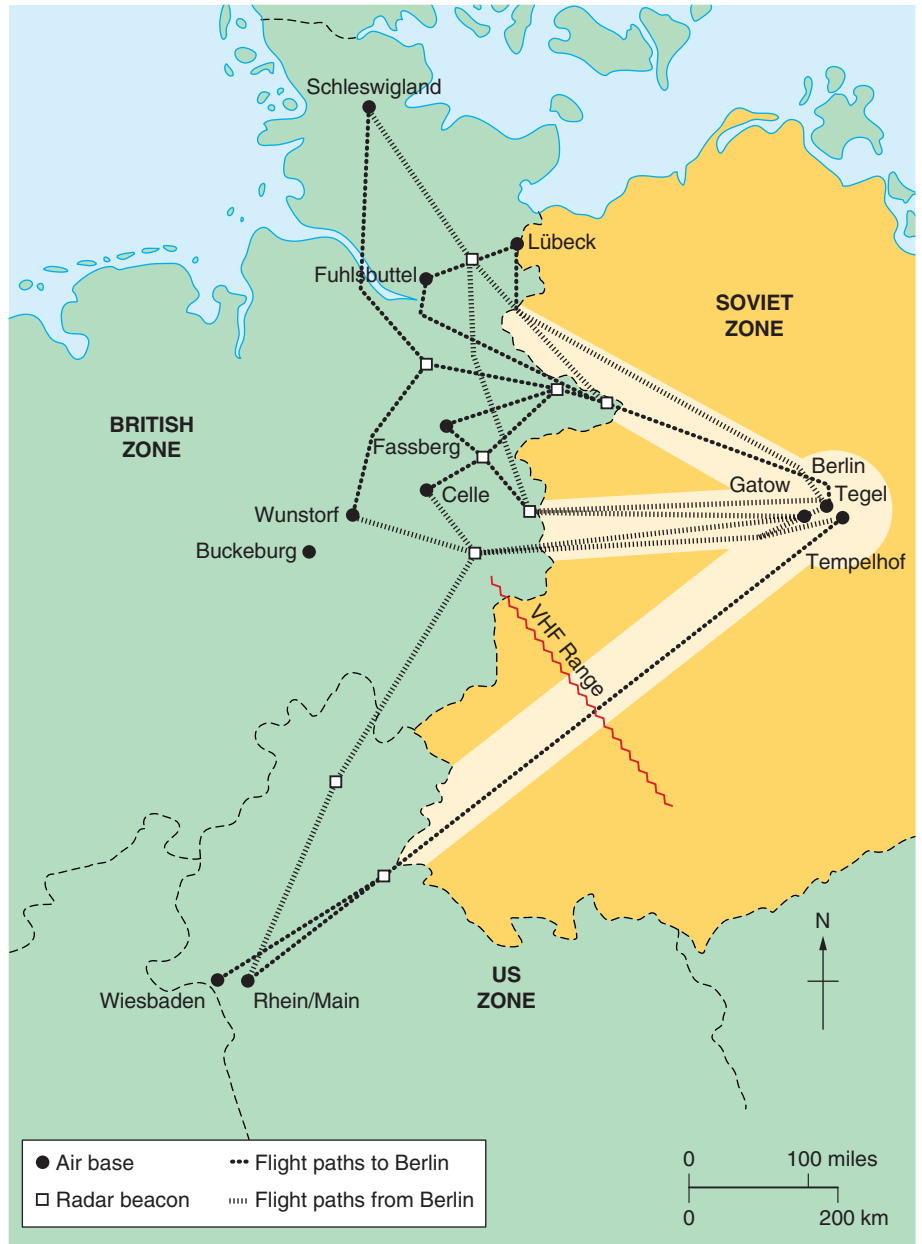 Schleswigland
Lübeck
Fuhlsbuttel
SOVIET
ZONE
BRITISH
ZONE
Fassberg
Berlin
Gatow
Tegel
Celle
Wunstorf
Buckeburg
Tempelhof
VHF Range
N
US
ZONE
Wiesbaden
Rhein/Main
Air base
Flight paths to Berlin
Radar beacon
Flight paths from Berlin
0 100 miles
0 200 km